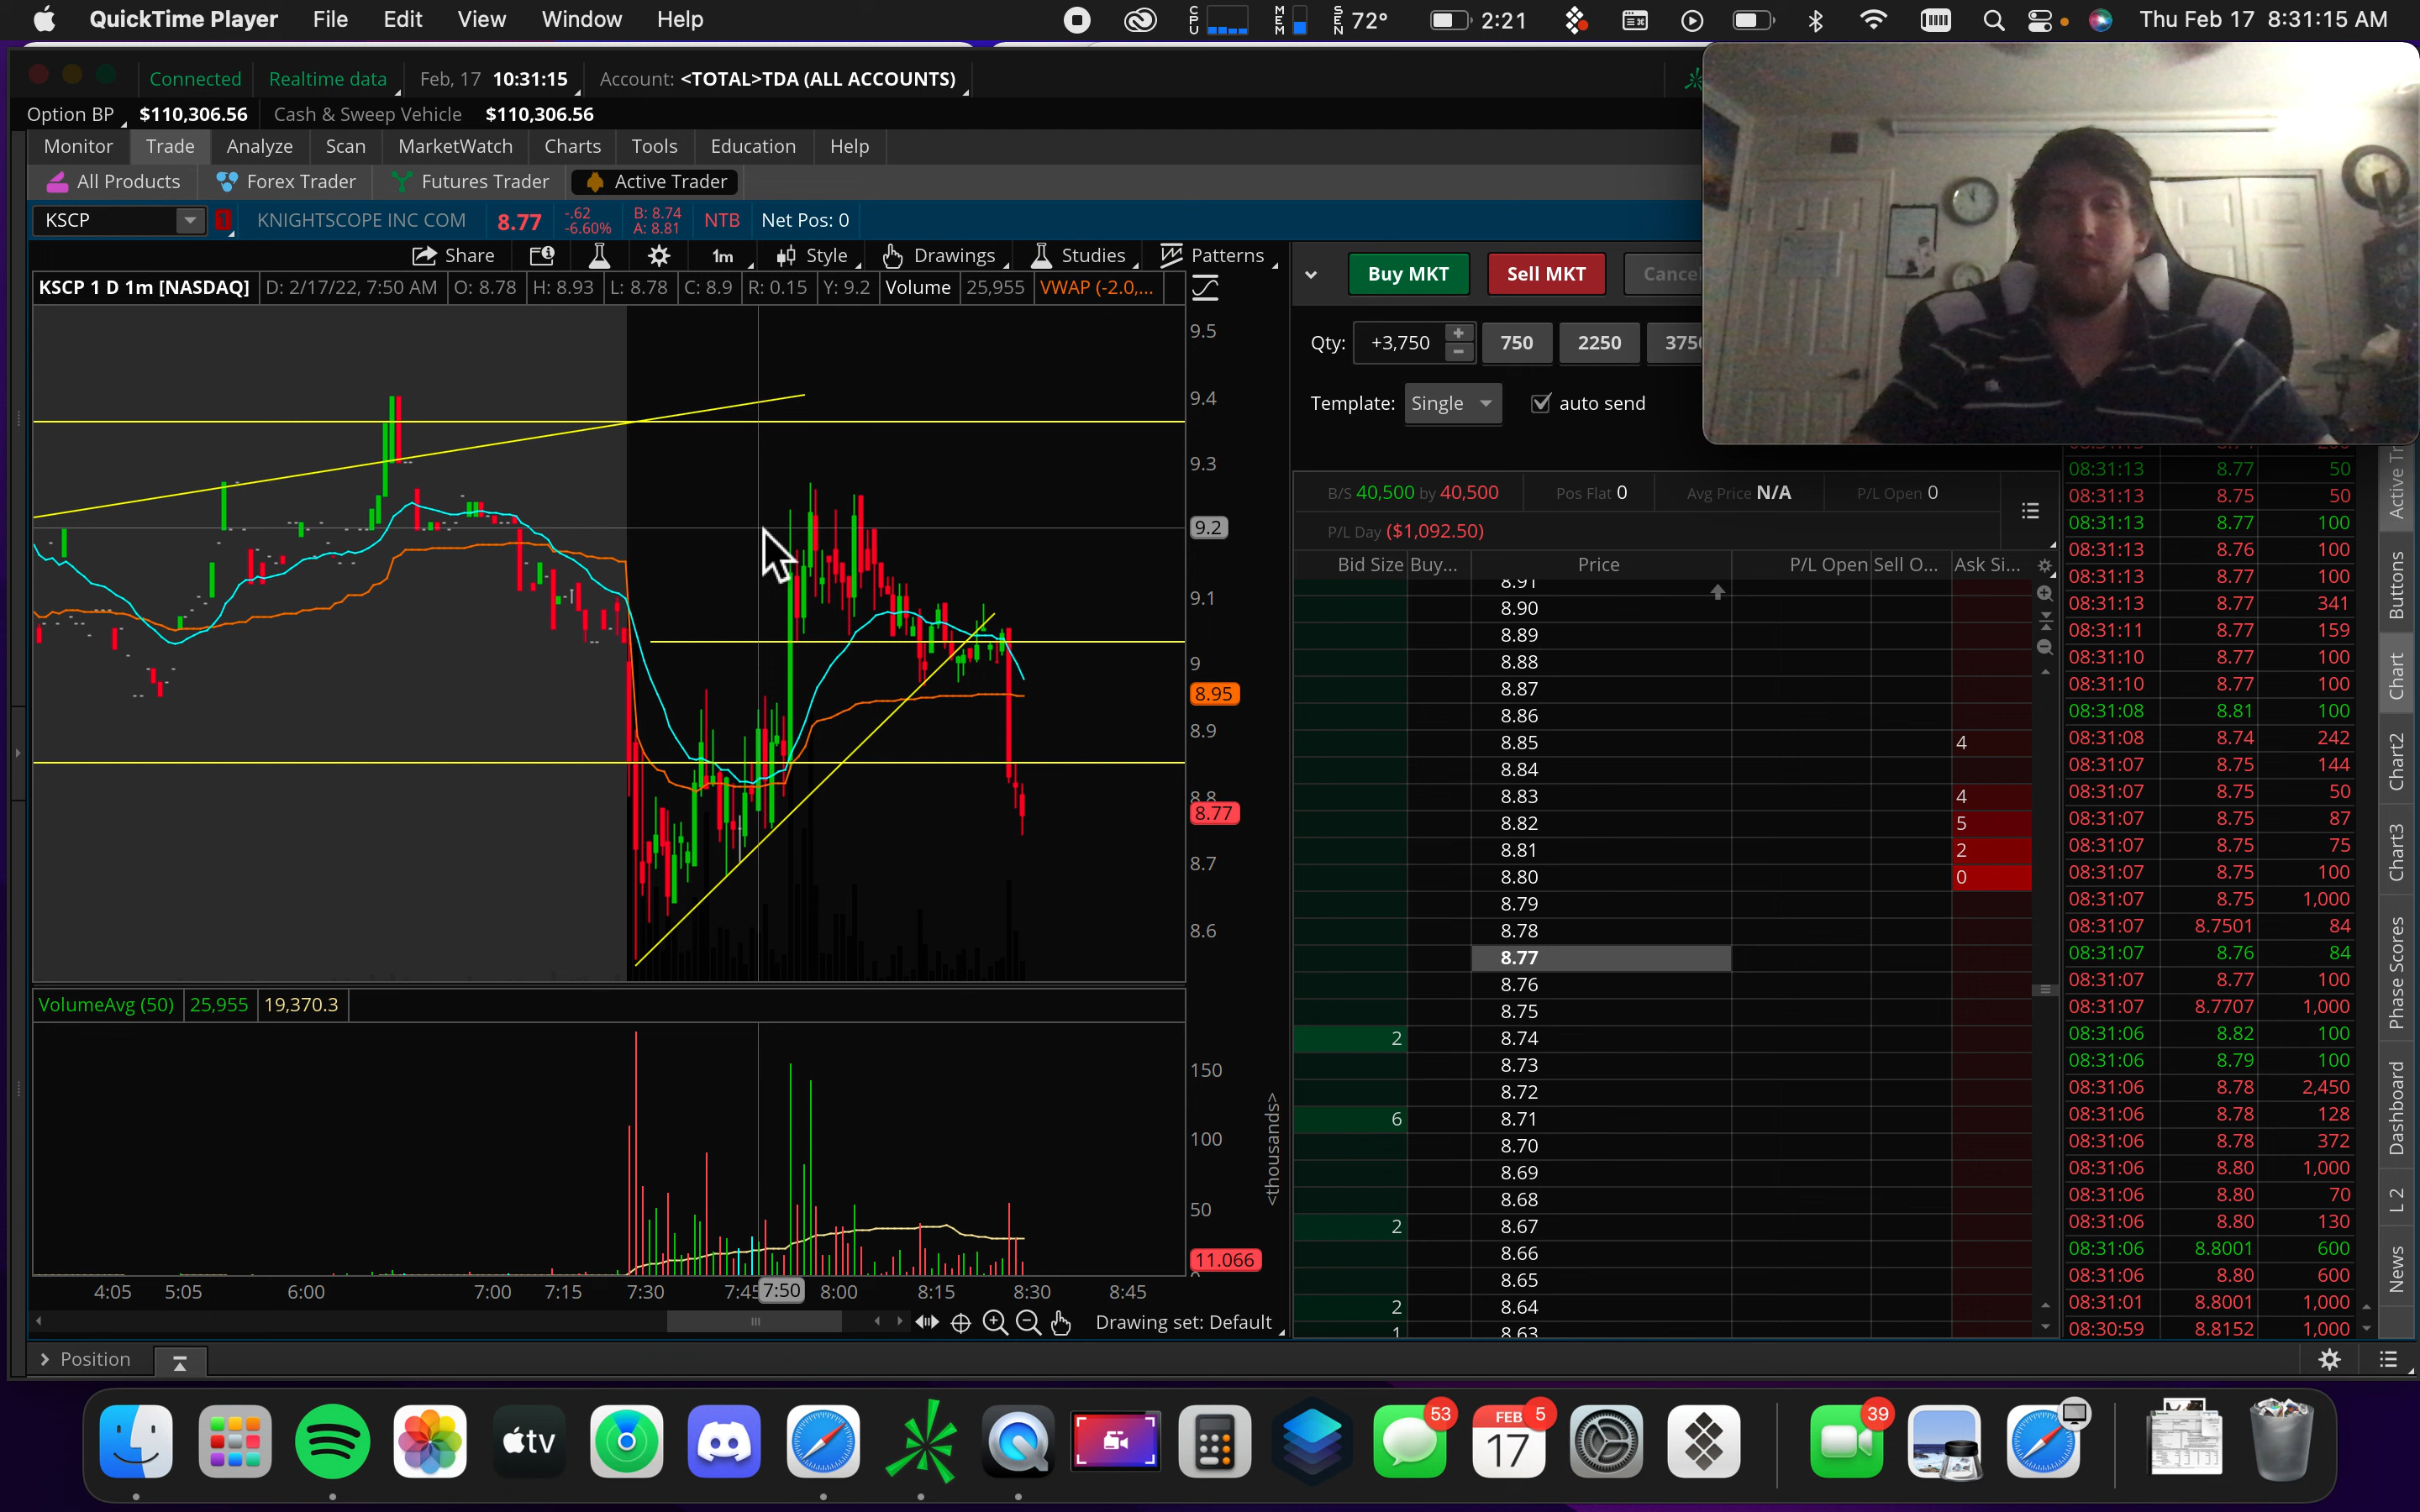 QuickTime Player File Edit View Window Help CPU MEM SEN 72° 2:21 Thu Feb 17 8:31:15 AM
Connected Realtime data Feb, 17 10:31:15 Account: <TOTAL>TDA (ALL ACCOUNTS)
Option BP $110,306.56 Cash & Sweep Vehicle $110,306.56
Monitor Trade Analyze Scan MarketWatch Charts Tools Education Help
All Products Forex Trader Futures Trader Active Trader
KSCP KNIGHTSCOPE INC COM 8.77 -.62 -6.60% B: 8.74 A: 8.81 NTB Net Pos: 0
Share 1m Style Drawings Studies Patterns
KSCP 1 D 1m [NASDAQ] D: 2/17/22, 7:50 AM O: 8.78 H: 8.93 L: 8.78 C: 8.9 R: 0.15 Y: 9.2 Volume 25,955 VWAP (-2.0,...
9.5
9.4
9.3
9.2
9.1
9
8.95
8.9
8.8
8.77
8.7
8.6
VolumeAvg (50) 25,955 19,370.3
150
100
50
11.066
<thousands>
4:05 5:05 6:00 7:00 7:15 7:30 7:45 7:50 8:00 8:15 8:30 8:45
Drawing set: Default
Position
Buy MKT Sell MKT Cancel
Qty: +3,750 750 2250 3750
Template: Single auto send
B/S 40,500 by 40,500 Pos Flat 0 Avg Price N/A P/L Open 0
P/L Day ($1,092.50)
Bid Size Buy... Price P/L Open Sell O... Ask Si...
8.91
8.90
8.89
8.88
8.87
8.86
8.85 4
8.84
8.83 4
8.82 5
8.81 2
8.80 0
8.79
8.78
8.77
8.76
8.75
2 8.74
8.73
8.72
6 8.71
8.70
8.69
8.68
2 8.67
8.66
8.65
2 8.64
1 8.63
08:31:13 8.77 50
08:31:13 8.75 50
08:31:13 8.77 100
08:31:13 8.76 100
08:31:13 8.77 100
08:31:13 8.77 341
08:31:11 8.77 159
08:31:10 8.77 100
08:31:10 8.77 100
08:31:08 8.81 100
08:31:08 8.74 242
08:31:07 8.75 144
08:31:07 8.75 50
08:31:07 8.75 87
08:31:07 8.75 75
08:31:07 8.75 100
08:31:07 8.75 1,000
08:31:07 8.7501 84
08:31:07 8.76 84
08:31:07 8.77 100
08:31:07 8.7707 1,000
08:31:06 8.82 100
08:31:06 8.79 100
08:31:06 8.78 2,450
08:31:06 8.78 128
08:31:06 8.78 372
08:31:06 8.80 1,000
08:31:06 8.80 70
08:31:06 8.80 130
08:31:06 8.8001 600
08:31:06 8.80 600
08:31:01 8.8001 1,000
08:30:59 8.8152 1,000
Active Tr
Buttons
Chart
Chart2
Chart3
Phase Scores
Dashboard
L 2
News
tv 53 FEB 17 5 39